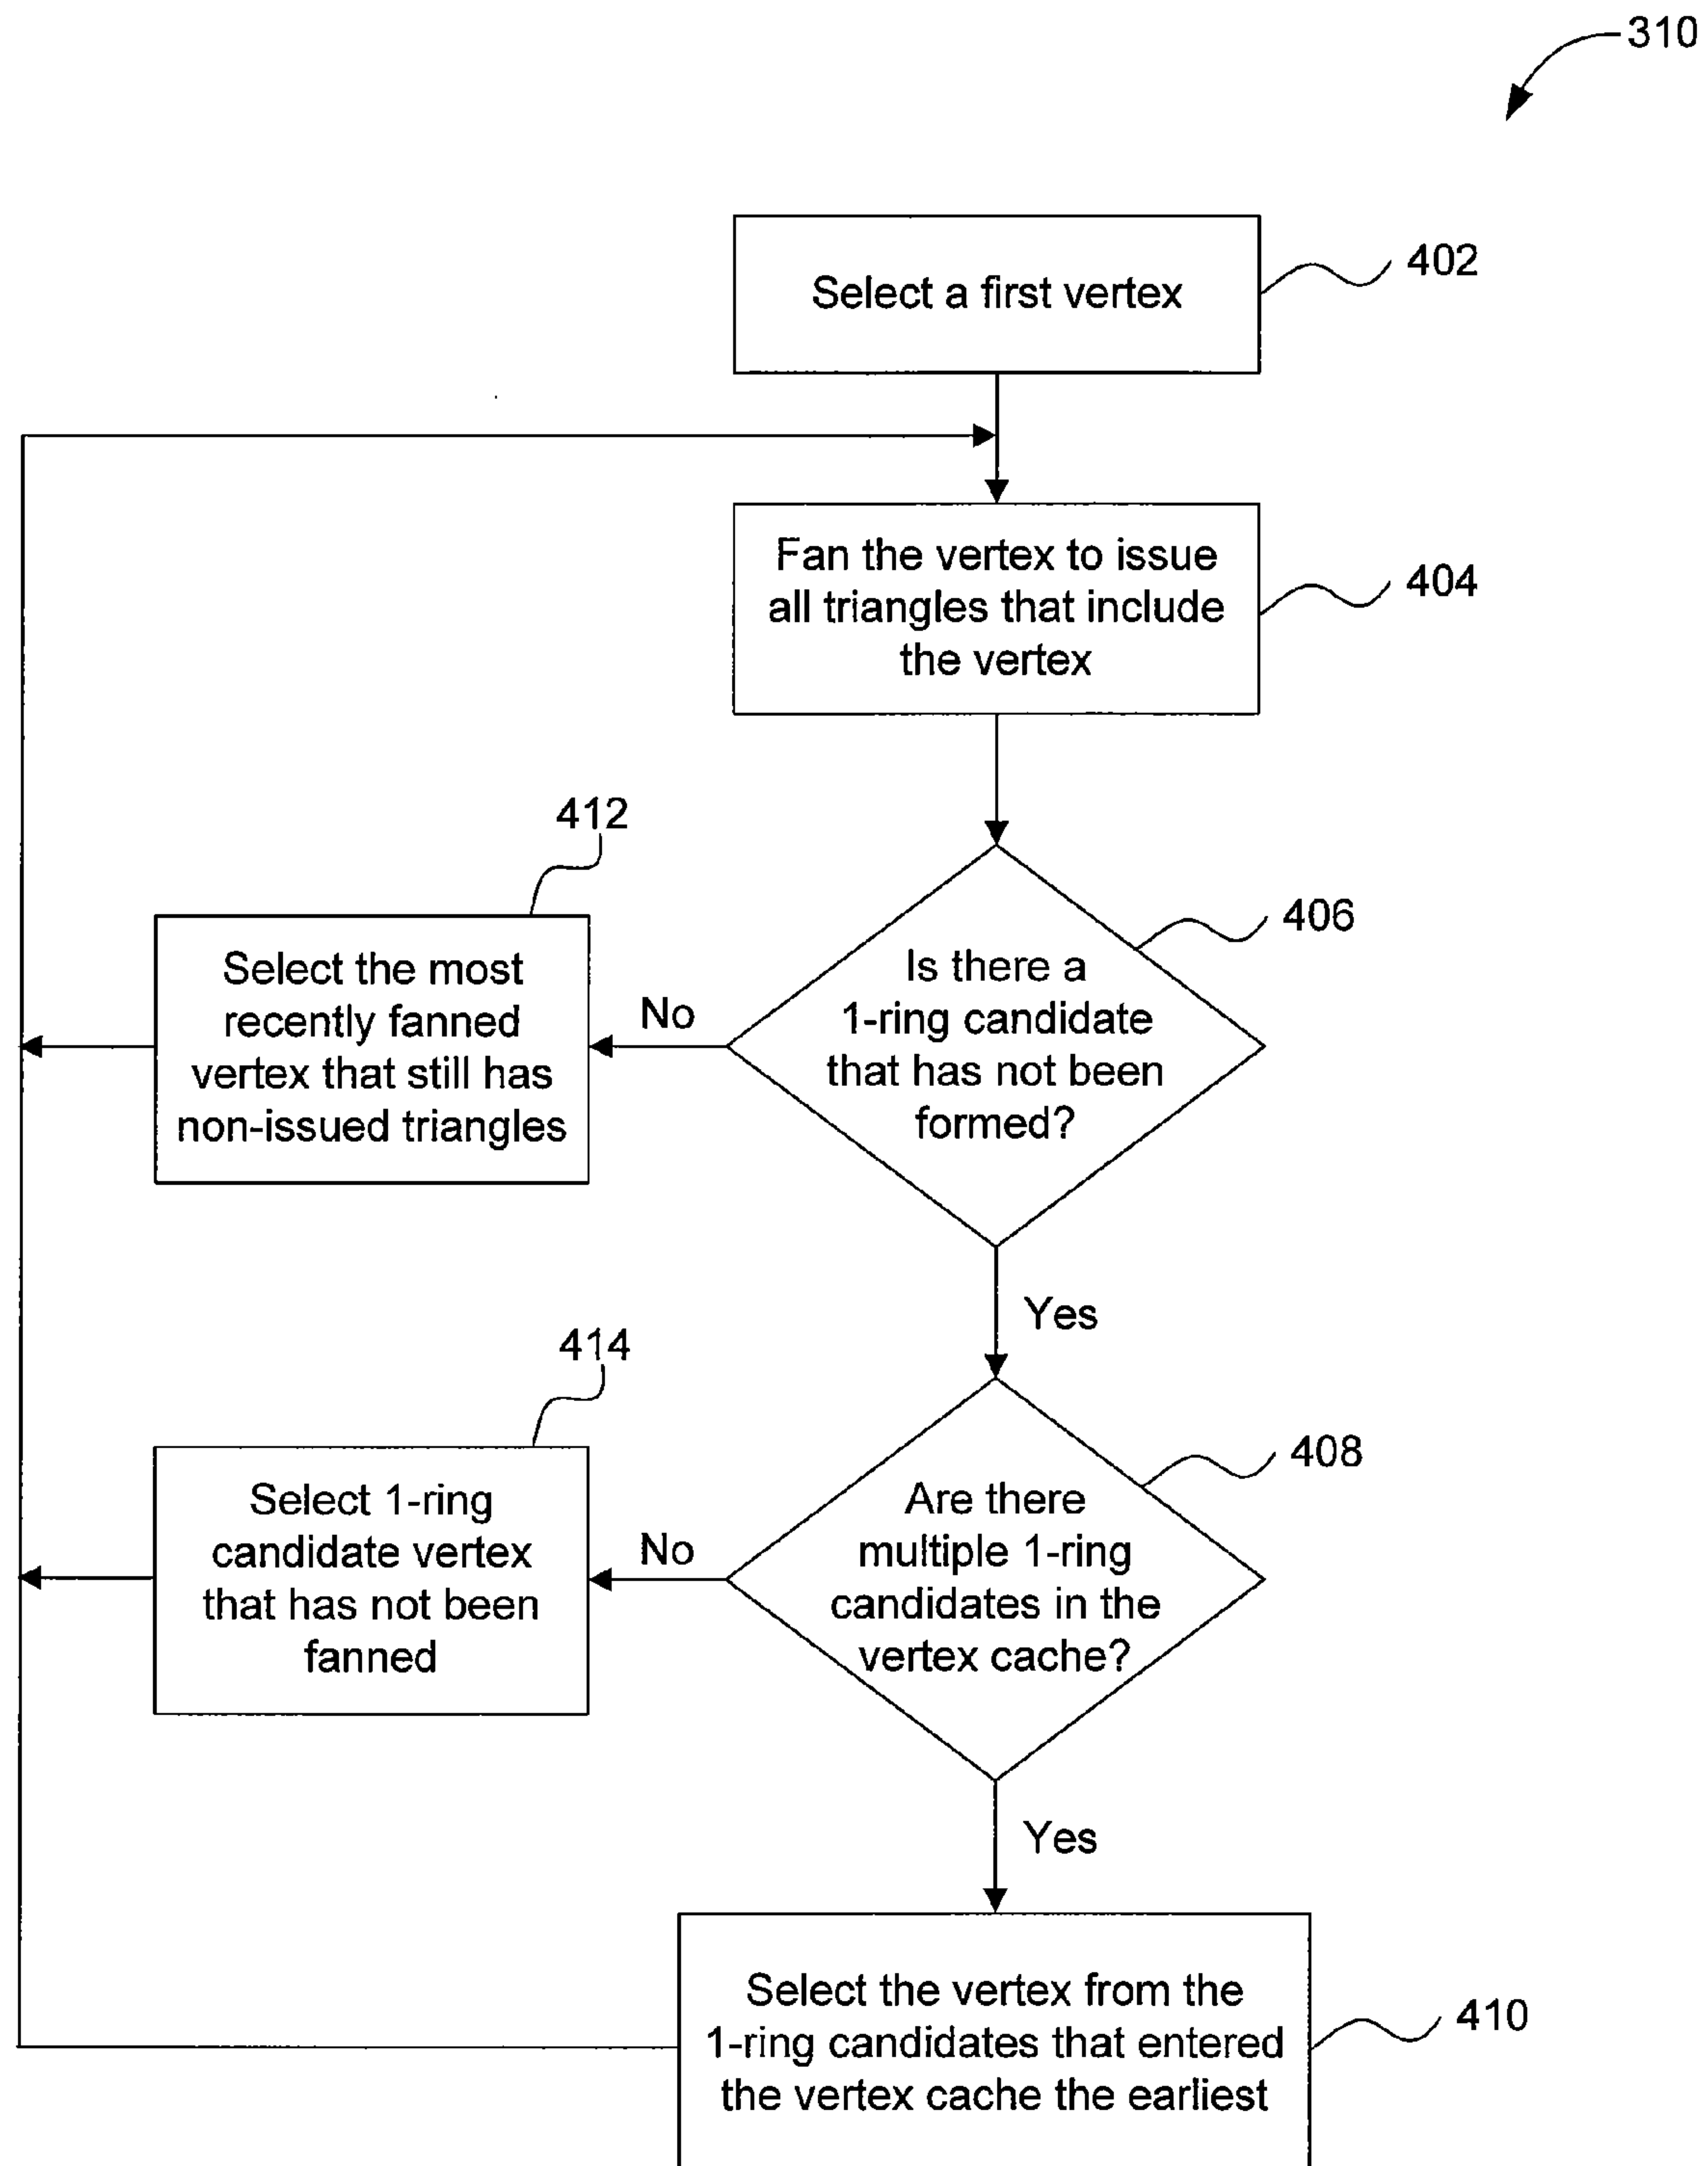 310
Select a first vertex
402
Fan the vertex to issue
all triangles that include
the vertex
404
412
Select the most
recently fanned
vertex that still has
non-issued triangles
No
Is there a
1-ring candidate
that has not been
formed?
406
Yes
414
Select 1-ring
candidate vertex
that has not been
fanned
No
Are there
multiple 1-ring
candidates in the
vertex cache?
408
Yes
Select the vertex from the
1-ring candidates that entered
the vertex cache the earliest
410